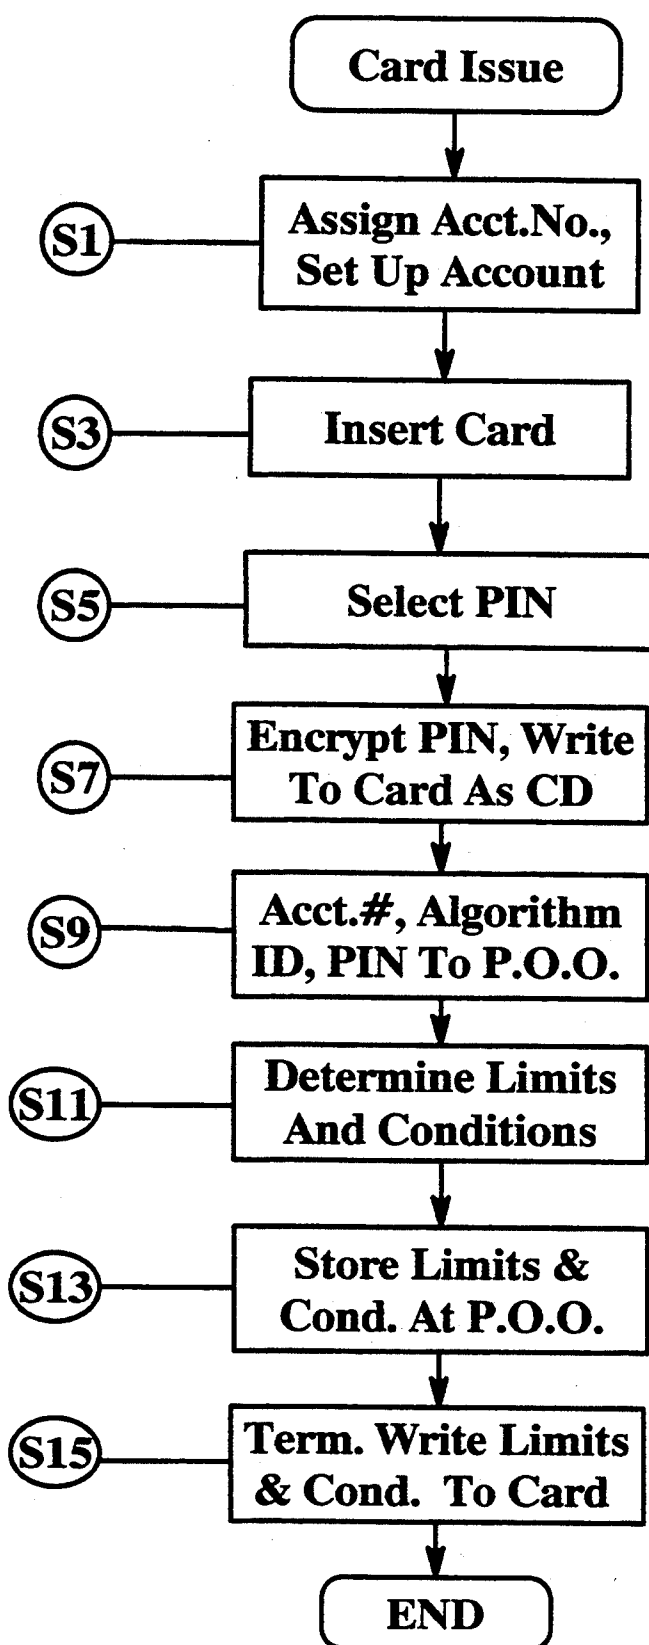 Card Issue
S1
Assign Acct.No.,
Set Up Account
S3
Insert Card
S5
Select PIN
S7
Encrypt PIN, Write
To Card As CD
S9
Acct.#, Algorithm
ID, PIN To P.O.O.
S11
Determine Limits
And Conditions
S13
Store Limits &
Cond. At P.O.O.
S15
Term. Write Limits
& Cond. To Card
END